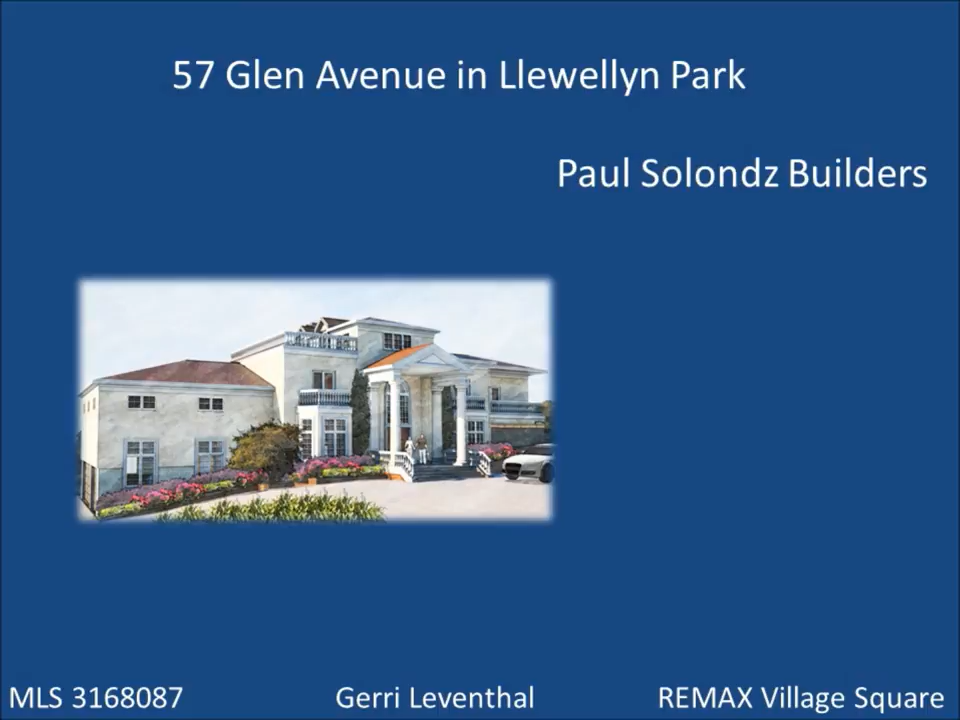 57 Glen Avenue in Llewellyn Park
Paul Solondz Builders
MLS 3168087 Gerri Leventhal REMAX Village Square